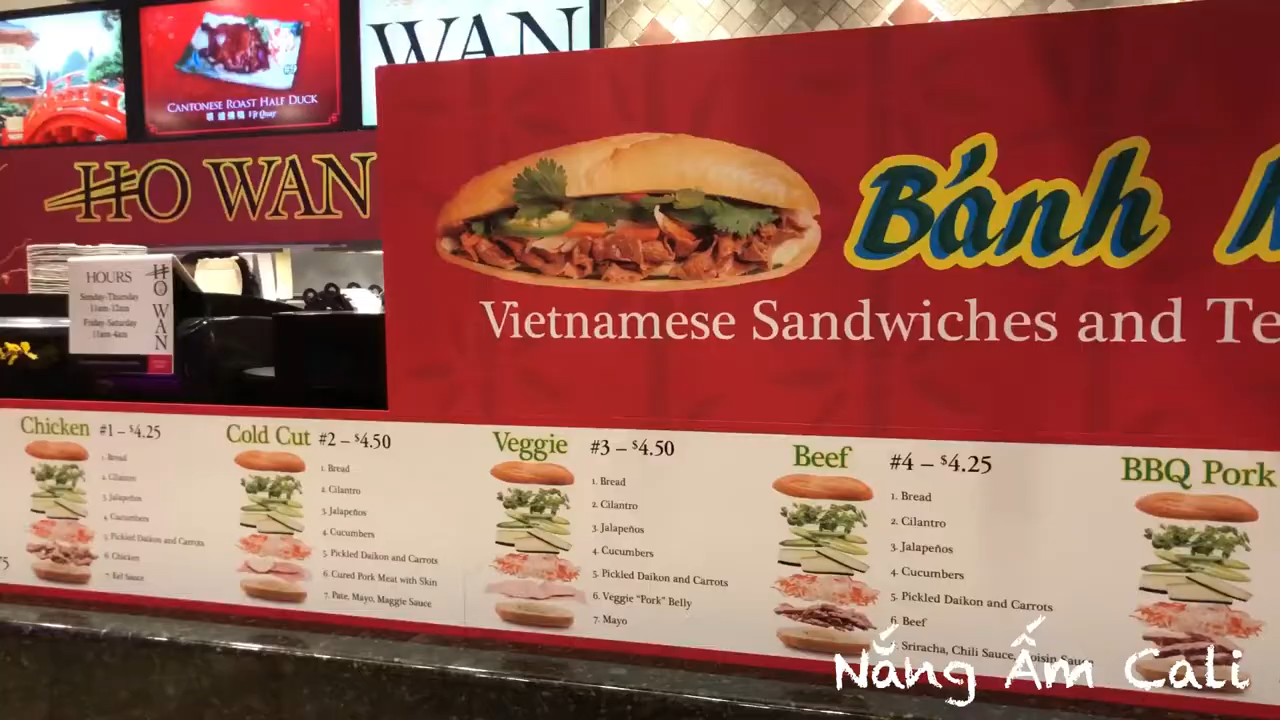 WAN
CANTONESE ROAST HALF DUCK
Vịt Quay
HO WAN
HOURS
Sunday-Thursday
11am-12am
Friday-Saturday
11am-4am
HO WAN
Bánh
Vietnamese Sandwiches and Te
Chicken #1 – $4.25
1. Bread
2. Cilantro
3. Jalapeños
4. Cucumbers
5. Pickled Daikon and Carrots
6. Chicken
7. Eel Sauce
Cold Cut #2 – $4.50
1. Bread
2. Cilantro
3. Jalapeños
4. Cucumbers
5. Pickled Daikon and Carrots
6. Cured Pork Meat with Skin
7. Pate, Mayo, Maggie Sauce
Veggie #3 – $4.50
1. Bread
2. Cilantro
3. Jalapeños
4. Cucumbers
5. Pickled Daikon and Carrots
6. Veggie "Pork" Belly
7. Mayo
Beef #4 – $4.25
1. Bread
2. Cilantro
3. Jalapeños
4. Cucumbers
5. Pickled Daikon and Carrots
6. Beef
Sriracha, Chili Sauce,
BBQ Pork
Nắng Ấm Cali